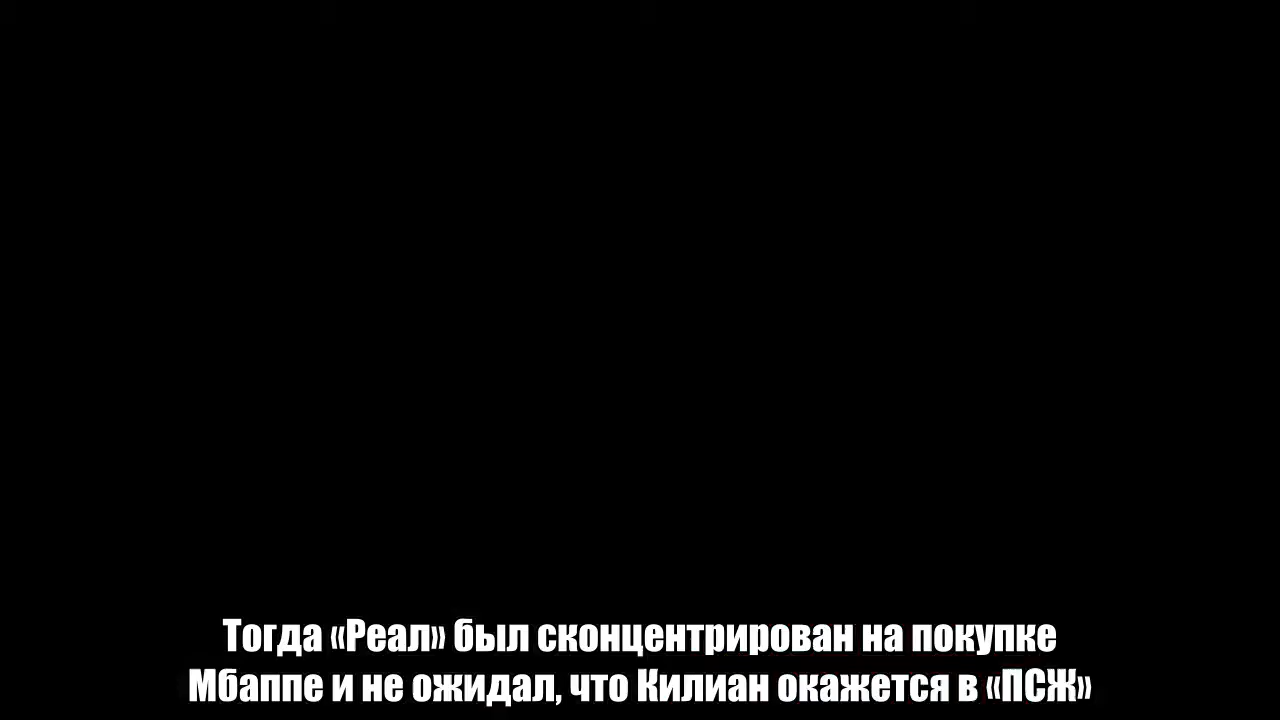 Тогда «Реал» был сконцентрирован на покупке
Мбаппе и не ожидал, что Килиан окажется в «ПСЖ»